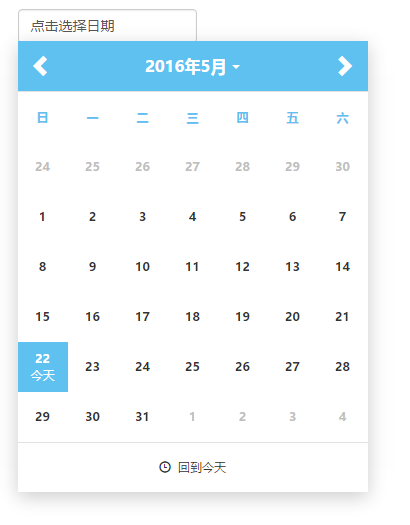 点击选择日期
2016年5月
日 一 二 三 四 五 六
24 25 26 27 28 29 30
1 2 3 4 5 6 7
8 9 10 11 12 13 14
15 16 17 18 19 20 21
22 23 24 25 26 27 28
今天
29 30 31 1 2 3 4
回到今天